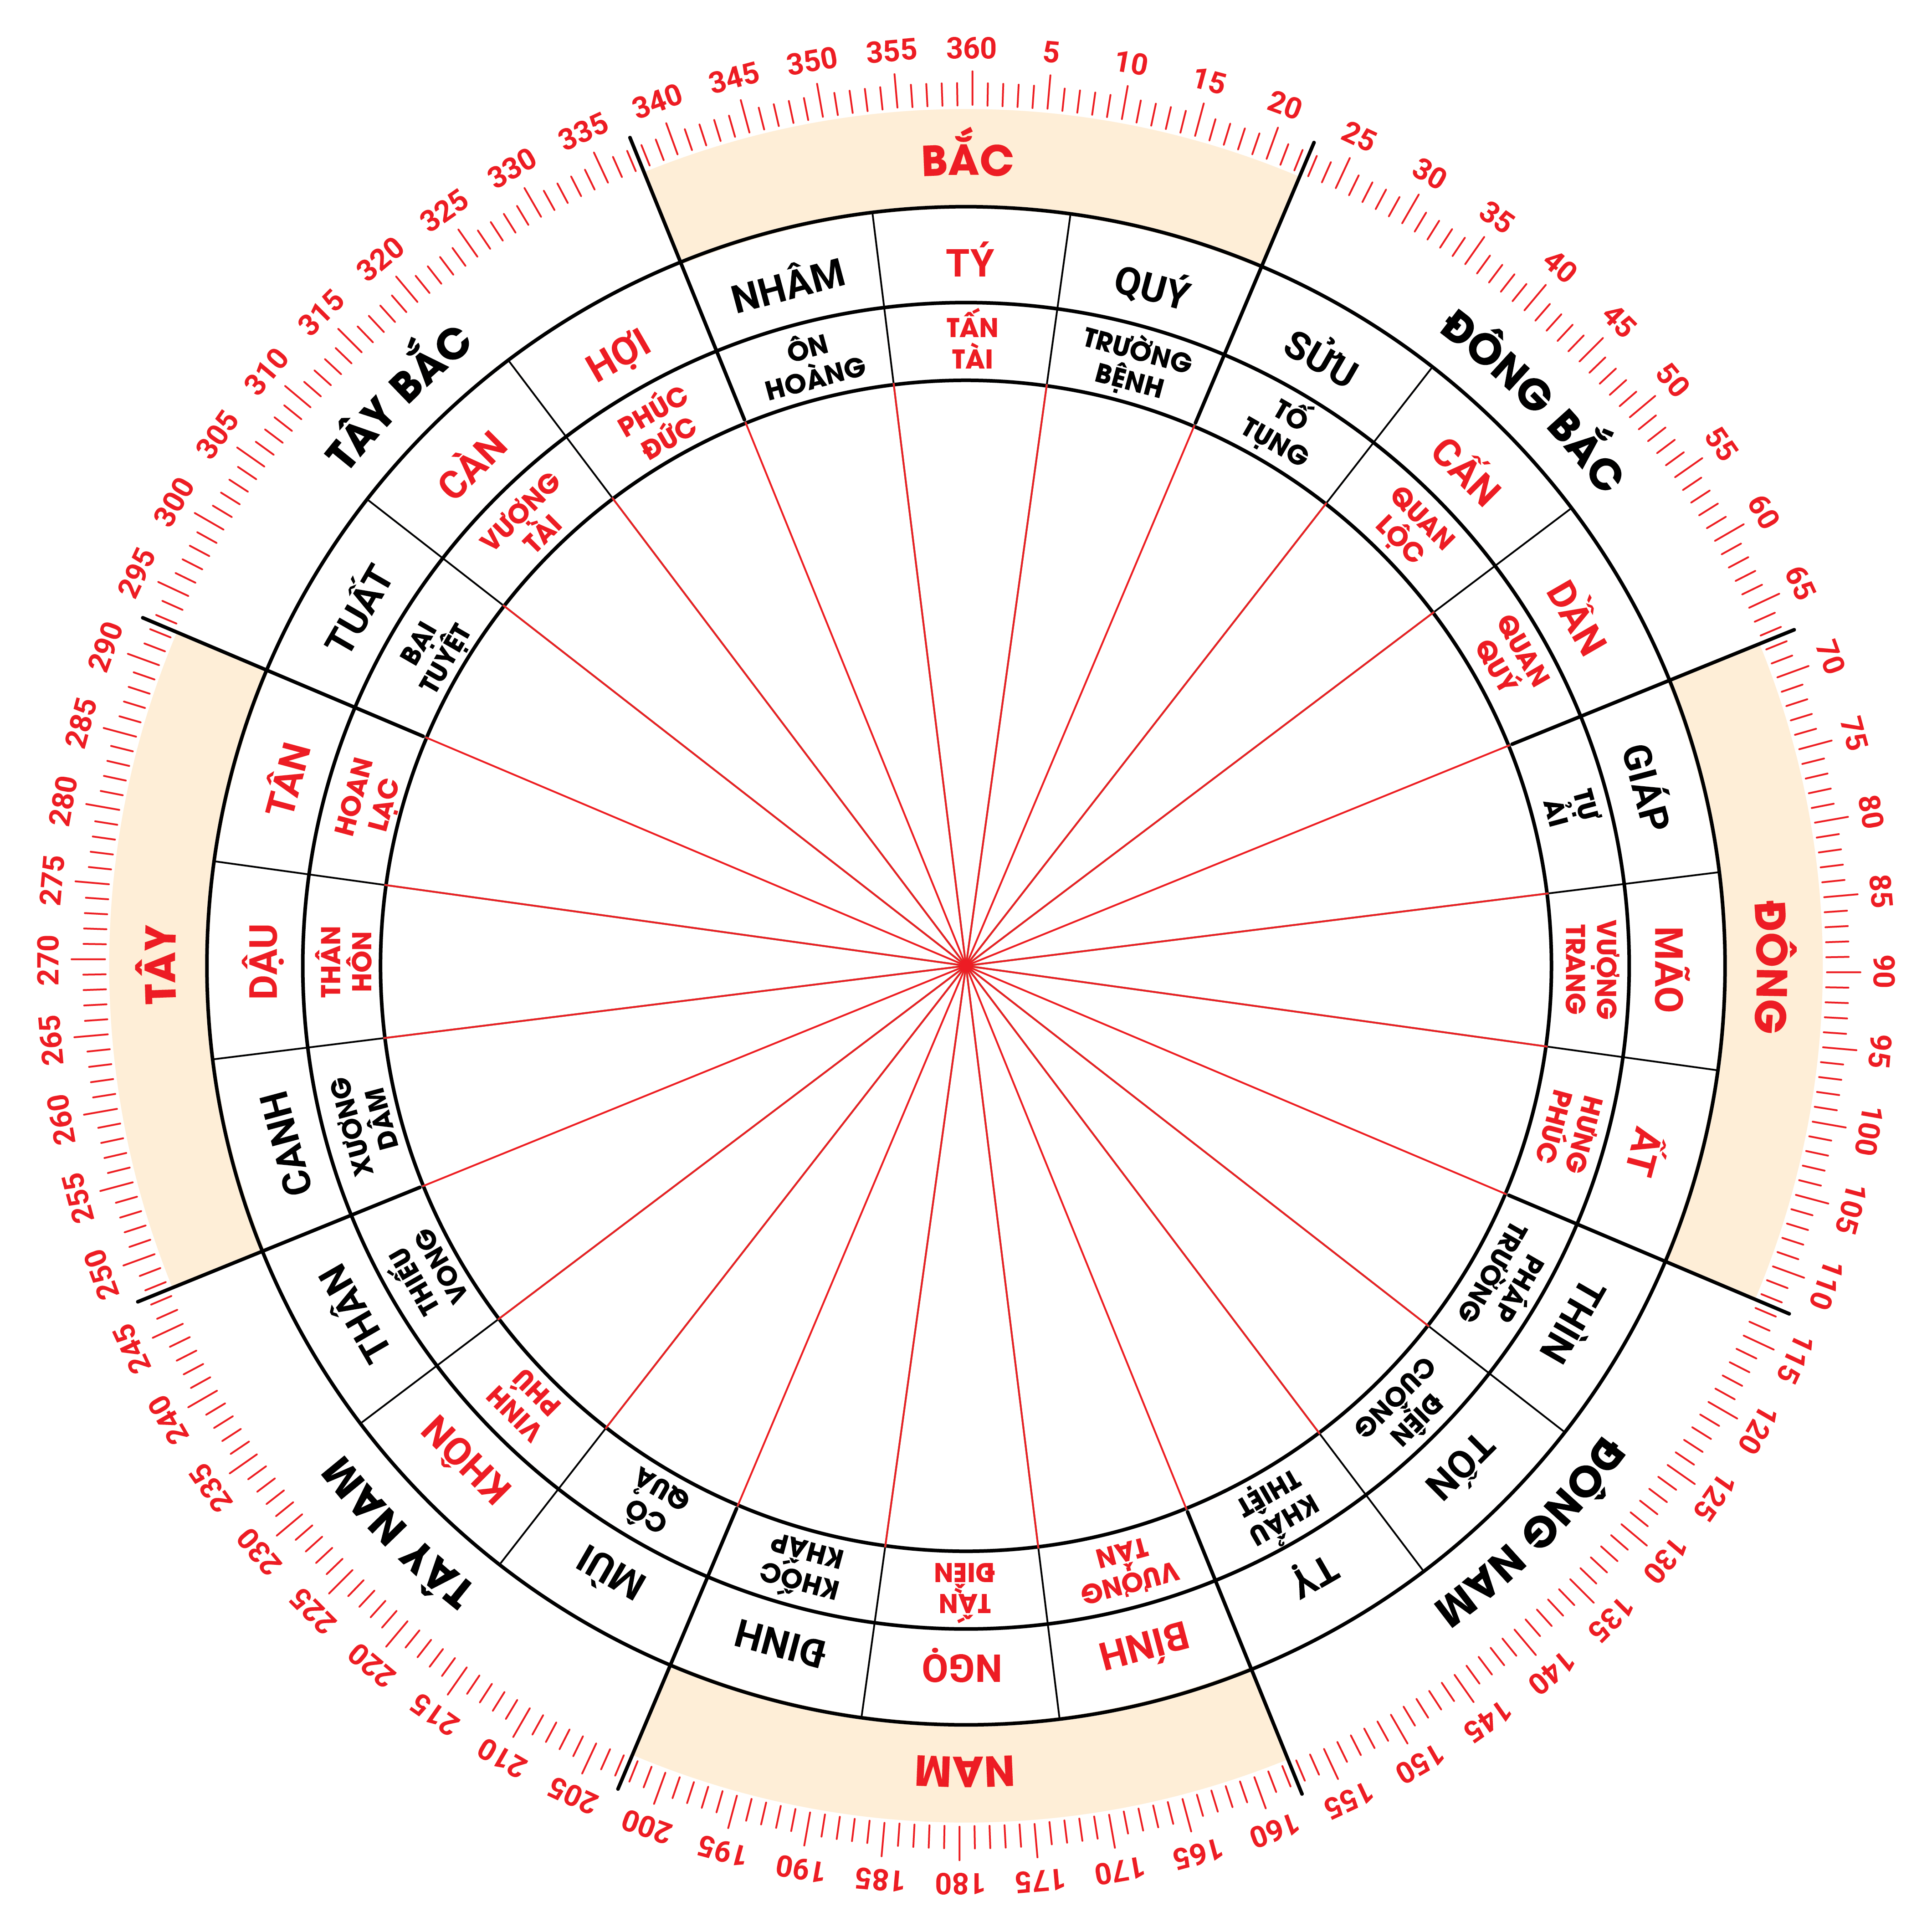 360
5
10
15
20
25
30
35
40
45
50
55
60
65
70
75
80
85
90
95
100
105
110
115
120
125
130
135
140
145
150
155
160
165
170
175
180
185
190
195
200
205
210
215
220
225
230
235
240
245
250
255
260
265
270
275
280
285
290
295
300
305
310
315
320
325
330
335
340
345
350
355
BẮC
ĐÔNG BẮC
ĐÔNG
ĐÔNG NAM
NAM
TÂY NAM
TÂY
TÂY BẮC
NHÂM
TÝ
QUÝ
SỬU
CẤN
DẦN
GIÁP
MÃO
ẤT
THÌN
TỐN
TỴ
BÍNH
NGỌ
ĐINH
MÙI
KHÔN
THÂN
CANH
DẬU
TÂN
TUẤT
CÀN
HỢI
ÔN
HOÀNG
TẤN
TÀI
TRƯỜNG
BỆNH
TỐ
TỤNG
QUAN
LỘC
QUAN
QUÝ
TỰ
ẢI
VƯỢNG
TRANG
HƯNG
PHÚC
PHÁP
TRƯỜNG
ĐIÊN
CUỒNG
KHẨU
THIỆT
VƯỢNG
TÀN
TẤN
ĐIỀN
KHỐC
KHẤP
CÔ
QUẢ
VINH
PHÚ
THIẾU
VONG
XƯỚNG
DÂM
THÂN
HÔN
HOAN
LẠC
BẠI
TUYỆT
VƯỢNG
TÀI
PHÚC
ĐỨC